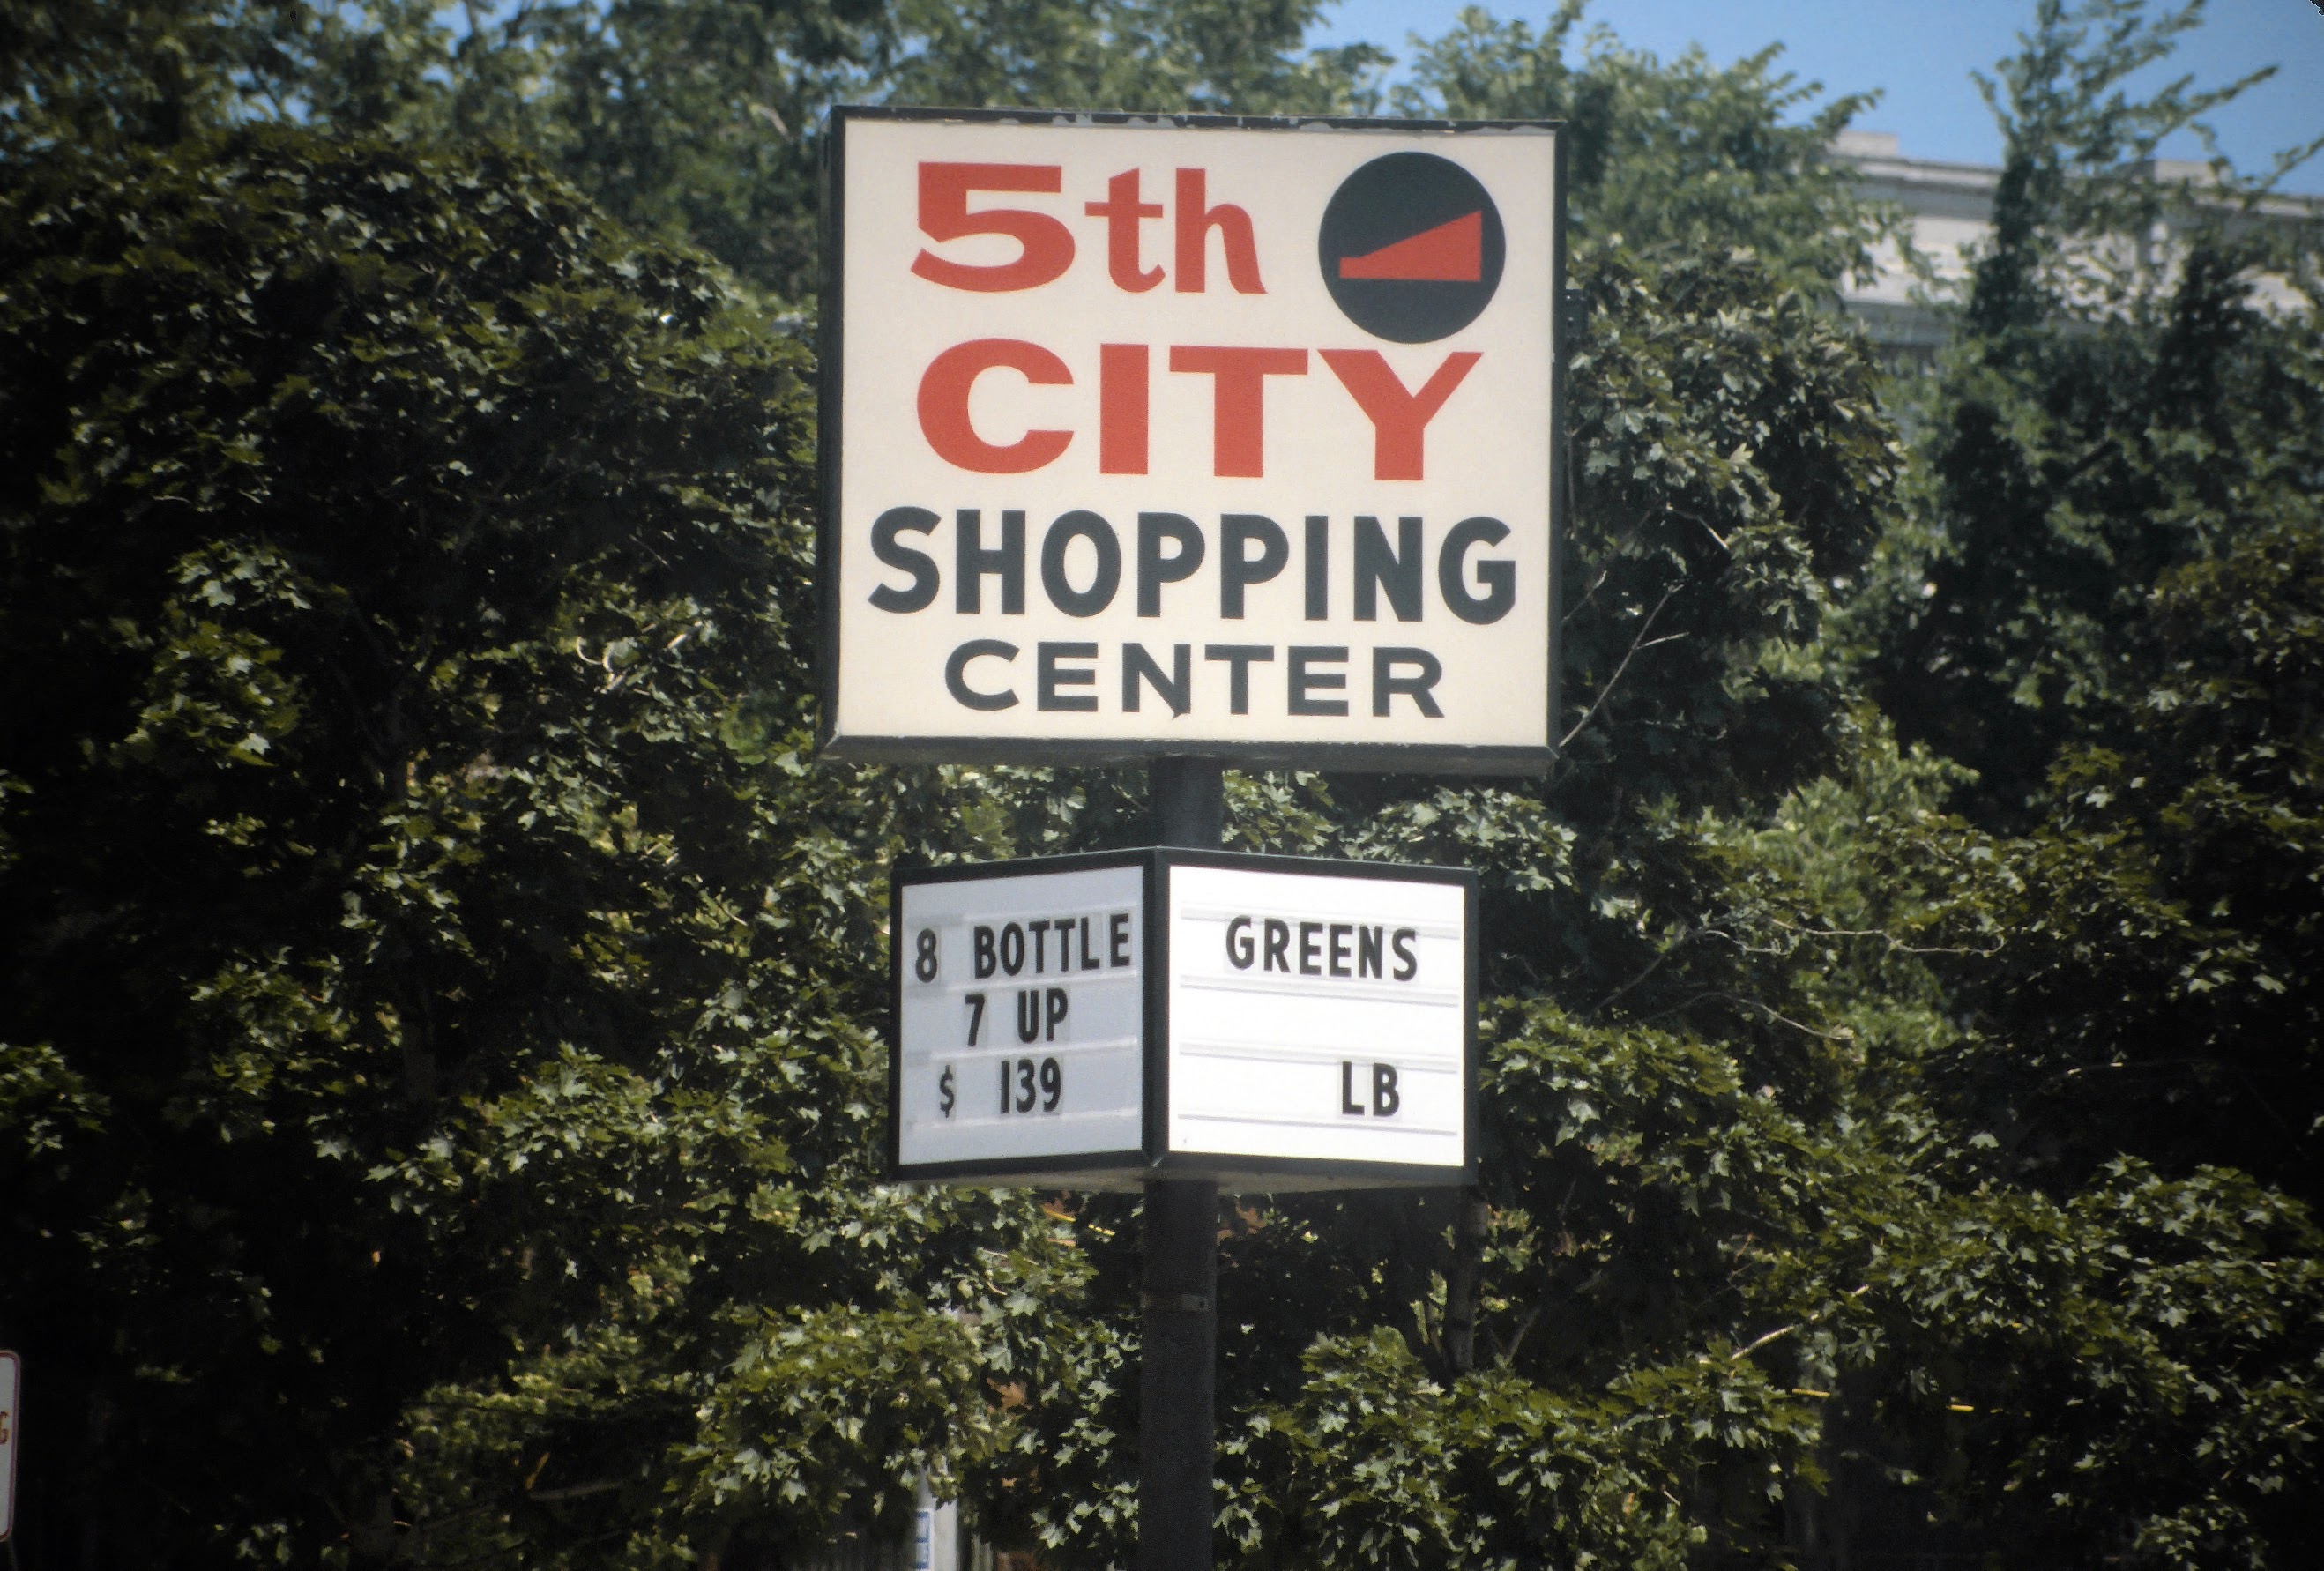 5th
CITY
SHOPPING
CENTER
8 BOTTLE
7 UP
$ 139
GREENS
LB